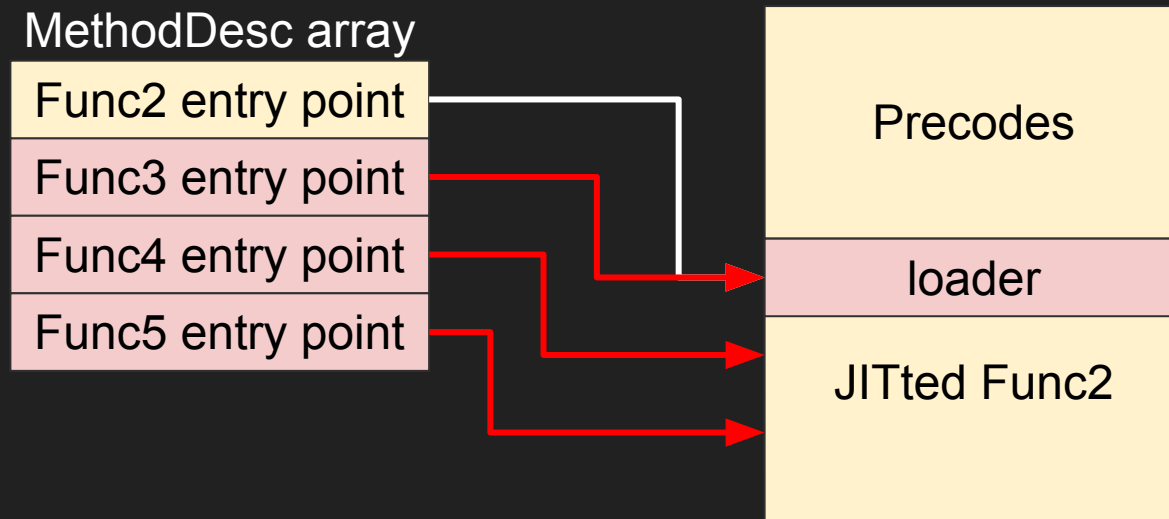 MethodDesc array
Func2 entry point
Func3 entry point
Func4 entry point
Func5 entry point
Precodes
loader
JITted Func2